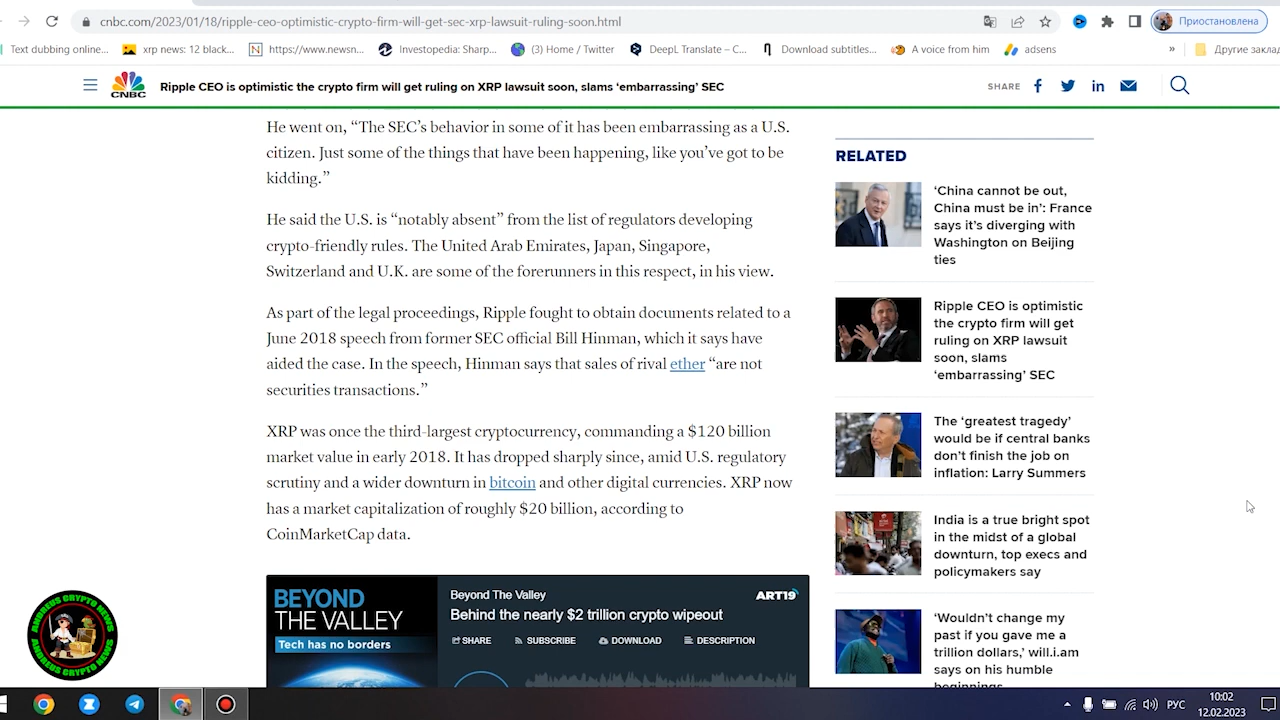 cnbc.com/2023/01/18/ripple-ceo-optimistic-crypto-firm-will-get-sec-xrp-lawsuit-ruling-soon.html
Приостановлена
Text dubbing online...
xrp news: 12 black...
https://www.newsn...
Investopedia: Sharp...
(3) Home / Twitter
DeepL Translate – C...
Download subtitles...
A voice from him
adsens
»
Другие заклад
CNBC
Ripple CEO is optimistic the crypto firm will get ruling on XRP lawsuit soon, slams ‘embarrassing’ SEC
SHARE
He went on, “The SEC’s behavior in some of it has been embarrassing as a U.S.
citizen. Just some of the things that have been happening, like you’ve got to be
kidding.”
He said the U.S. is “notably absent” from the list of regulators developing
crypto-friendly rules. The United Arab Emirates, Japan, Singapore,
Switzerland and U.K. are some of the forerunners in this respect, in his view.
As part of the legal proceedings, Ripple fought to obtain documents related to a
June 2018 speech from former SEC official Bill Hinman, which it says have
aided the case. In the speech, Hinman says that sales of rival ether “are not
securities transactions.”
XRP was once the third-largest cryptocurrency, commanding a $120 billion
market value in early 2018. It has dropped sharply since, amid U.S. regulatory
scrutiny and a wider downturn in bitcoin and other digital currencies. XRP now
has a market capitalization of roughly $20 billion, according to
CoinMarketCap data.
BEYOND
THE VALLEY
Tech has no borders
Beyond The Valley
Behind the nearly $2 trillion crypto wipeout
ART19
SHARE
SUBSCRIBE
DOWNLOAD
DESCRIPTION
RELATED
‘China cannot be out,
China must be in’: France
says it’s diverging with
Washington on Beijing
ties
Ripple CEO is optimistic
the crypto firm will get
ruling on XRP lawsuit
soon, slams
‘embarrassing’ SEC
The ‘greatest tragedy’
would be if central banks
don’t finish the job on
inflation: Larry Summers
India is a true bright spot
in the midst of a global
downturn, top execs and
policymakers say
‘Wouldn’t change my
past if you gave me a
trillion dollars,’ will.i.am
says on his humble
beginnings
ANDREUS CRYPTO NEWS
ANDREUS CRYPTO NEWS
РУС
10:02
12.02.2023